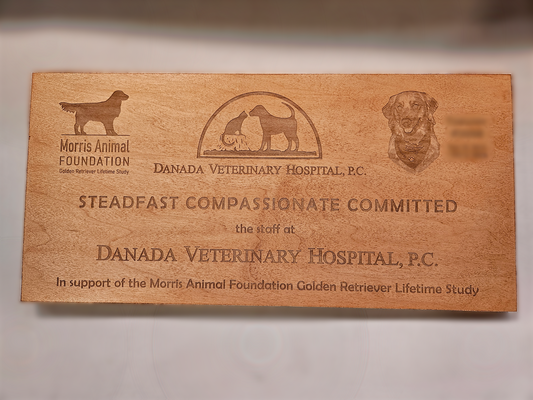 Morris Animal
FOUNDATION
Golden Retriever Lifetime Study
DANADA VETERINARY HOSPITAL, P.C.
STEADFAST COMPASSIONATE COMMITTED
the staff at
DANADA VETERINARY HOSPITAL, P.C.
In support of the Morris Animal Foundation Golden Retriever Lifetime Study